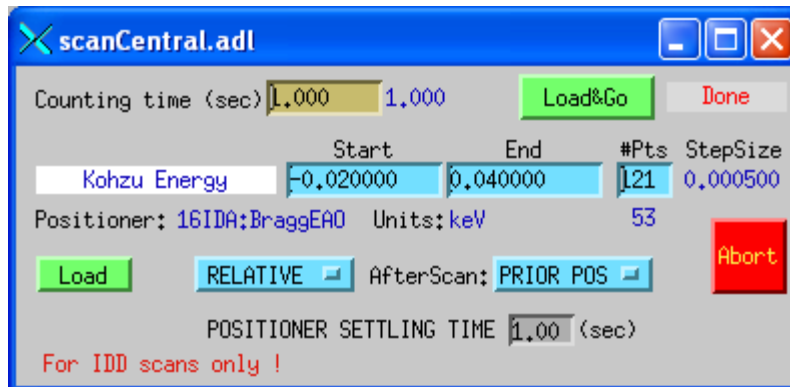 scanCentral.adl
Counting time (sec) 1.000 1.000 Load&Go Done
Start End #Pts StepSize
Kohzu Energy -0.020000 0.040000 121 0.000500
Positioner: 16IDA:BraggEAO Units: keV 53
Abort
Load RELATIVE AfterScan: PRIOR POS
POSITIONER SETTLING TIME 1.00 (sec)
For IDD scans only !